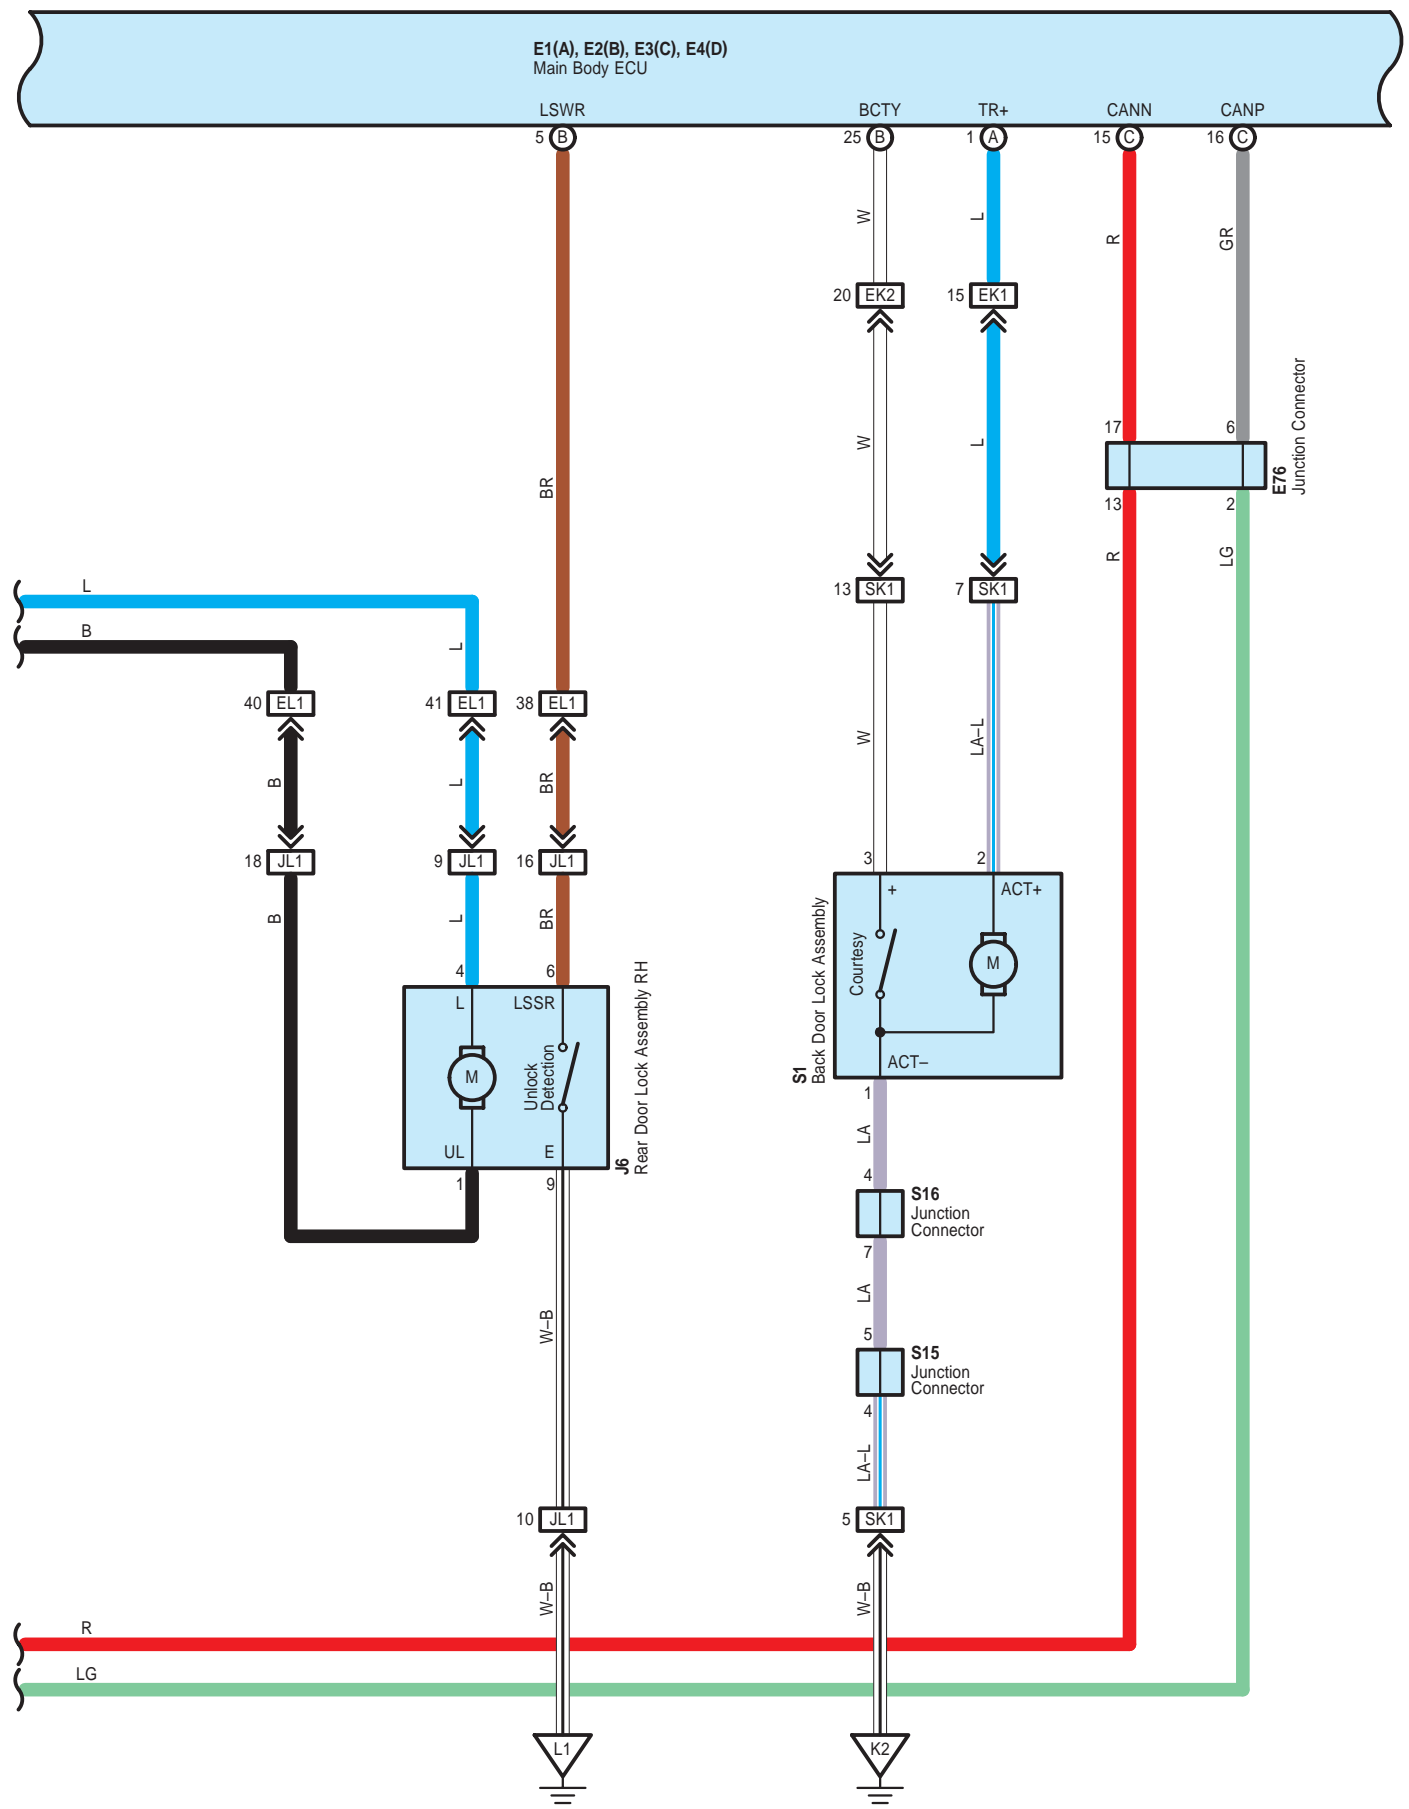 E1(A), E2(B), E3(C), E4(D)
Main Body ECU
LSWR BCTY TR+ CANN CANP
5 B 25 B 1 A 15 C 16 C
W L R GR
20 EK2 15 EK1
Junction Connector
E76
17 6
W L
BR
13 2
R LG
L
13 SK1 7 SK1
B
L
40 EL1 41 EL1 38 EL1
W LA–L
B L BR
18 JL1 9 JL1 16 JL1
3 2
+ ACT+
B L BR
Courtesy
M
S1
Back Door Lock Assembly
4 6
L LSSR
M
Unlock
Detection
J6
Rear Door Lock Assembly RH
ACT–
1
LA
UL E
1 9
4
S16
Junction
Connector
7
LA
W–B
5
S15
Junction
Connector
4
LA–L
10 JL1 5 SK1
W–B W–B
R
LG
L1 K2